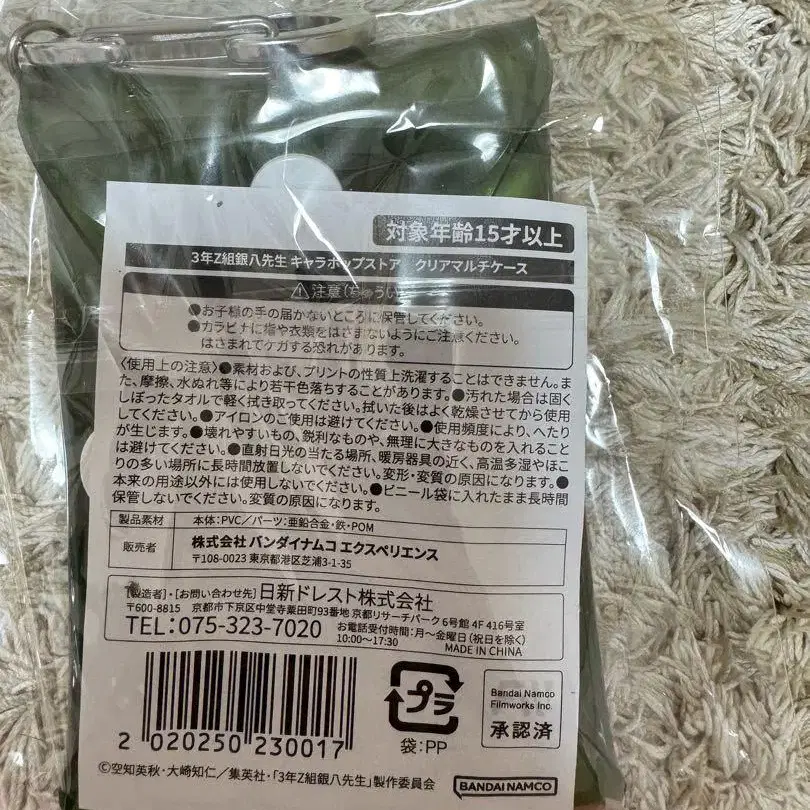 対象年齢15才以上
3年Z組銀八先生 キャラポップストア クリアマルチケース
⚠注意(ちゅうい
●お子様の手の届かないところに保管してください。
●カラビナに指や衣類をはさまないようにご注意ください。
はさまれてケガする恐れがあります。
〈使用上の注意〉●素材および、プリントの性質上洗濯することはできません。ま
た、摩擦、水ぬれ等により若干色落ちすることがあります。●汚れた場合は固く
しぼったタオルで軽く拭き取ってください。拭いた後はよく乾燥させてから使用
してください。●アイロンのご使用は避けてください。●使用頻度により、へたり
が生じます。●壊れやすいもの、鋭利なものや、無理に大きなものを入れること
は避けてください。●直射日光の当たる場所、暖房器具の近く、高温多湿やほこ
りの多い場所に長時間放置しないでください。変形・変質の原因になります。●
本来の用途以外には使用しないでください。●ビニール袋に入れたまま長時間
保管しないでください。変質の原因になります。
製品素材 本体:PVC/パーツ:亜鉛合金・鉄・POM
販売者 株式会社 バンダイナムコ エクスペリエンス
〒108-0023 東京都港区芝浦3-1-35
[製造者]・[お問い合わせ先] 日新ドレスト株式会社
〒600-8815 京都市下京区中堂寺粟田町93番地 京都リサーチパーク6号館 4F 416号室
TEL:075-323-7020 お電話受付時間:月～金曜日(祝日を除く)
10:00～17:30
MADE IN CHINA
2 020250 230017
プラ
袋:PP
Bandai Namco
Filmworks Inc.
承認済
©空知英秋・大崎知仁/集英社・「3年Z組銀八先生」製作委員会
BANDAI NAMCO